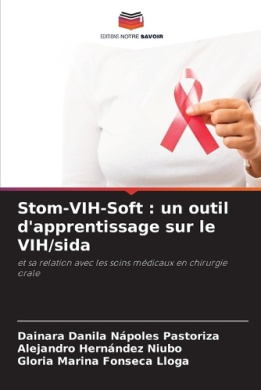 EDITIONS NOTRE SAVOIR
Stom-VIH-Soft : un outil
d'apprentissage sur le
VIH/sida
et sa relation avec les soins médicaux en chirurgie
orale
Dainara Danila Nápoles Pastoriza
Alejandro Hernández Niubo
Gloria Marina Fonseca Lloga